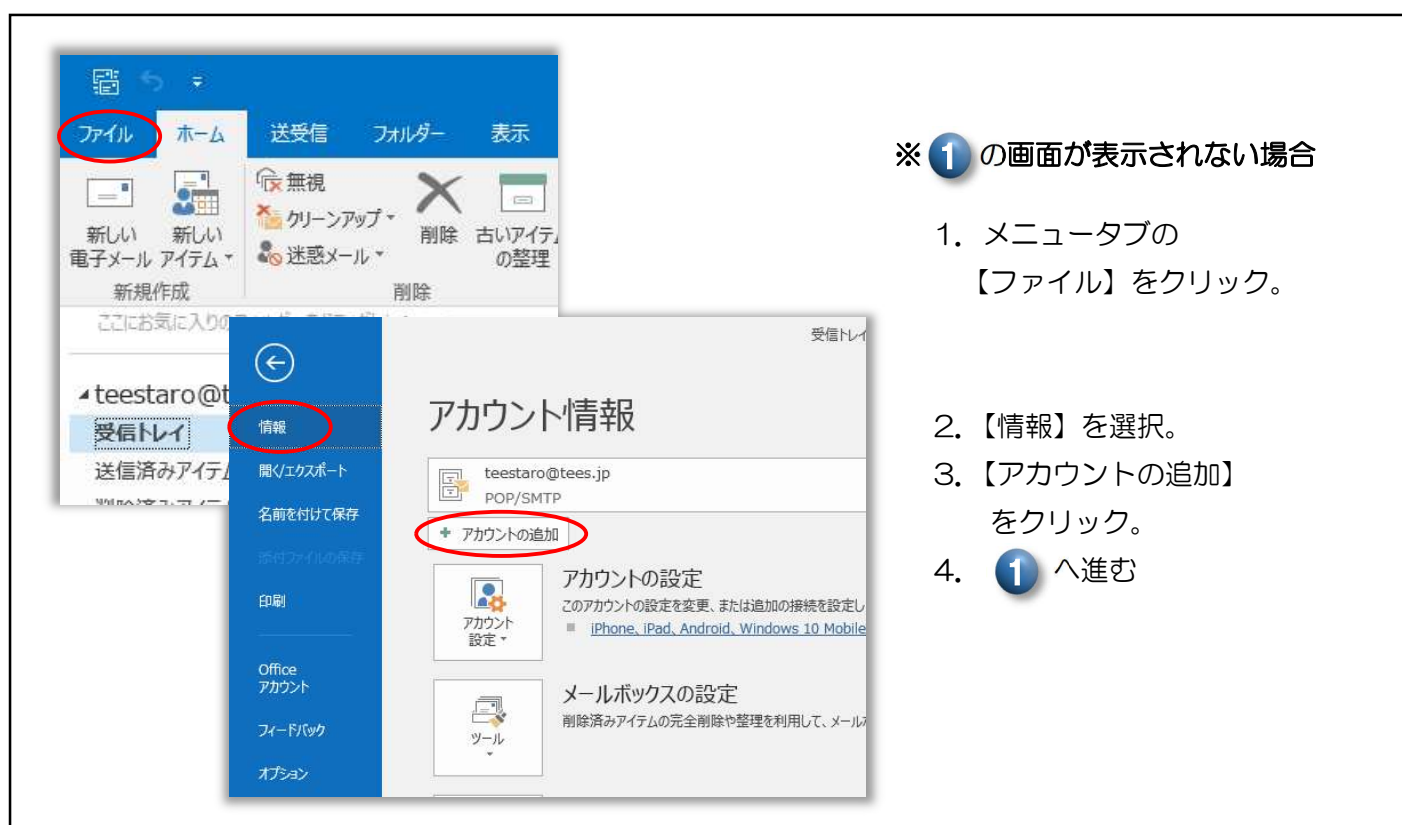 ファイル ホーム 送受信 フォルダー 表示
無視
クリーンアップ
迷惑メール
新しい
電子メール
新しい
アイテム
削除
古いアイテム
の整理
新規作成
削除
ここにお気に入りの
teestaro@t
受信トレイ
送信済みアイテム
受信トレイ
情報
開く/エクスポート
名前を付けて保存
添付ファイルの保存
印刷
Office
アカウント
フィードバック
オプション
アカウント情報
teestaro@tees.jp
POP/SMTP
+ アカウントの追加
アカウント
設定
アカウントの設定
このアカウントの設定を変更、または追加の接続を設定し
iPhone、iPad、Android、Windows 10 Mobile
ツール
メールボックスの設定
削除済みアイテムの完全削除や整理を利用して、メール
※ 1 の画面が表示されない場合
1. メニュータブの
【ファイル】をクリック。
2.【情報】を選択。
3.【アカウントの追加】
をクリック。
4. 1 へ進む